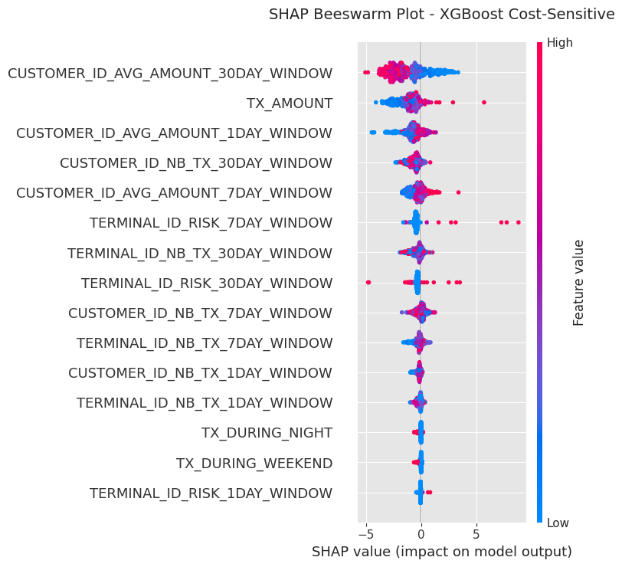 SHAP Beeswarm Plot - XGBoost Cost-Sensitive
High
CUSTOMER_ID_AVG_AMOUNT_30DAY_WINDOW
TX_AMOUNT
CUSTOMER_ID_AVG_AMOUNT_1DAY_WINDOW
CUSTOMER_ID_NB_TX_30DAY_WINDOW
CUSTOMER_ID_AVG_AMOUNT_7DAY_WINDOW
TERMINAL_ID_RISK_7DAY_WINDOW
TERMINAL_ID_NB_TX_30DAY_WINDOW
TERMINAL_ID_RISK_30DAY_WINDOW
CUSTOMER_ID_NB_TX_7DAY_WINDOW
TERMINAL_ID_NB_TX_7DAY_WINDOW
CUSTOMER_ID_NB_TX_1DAY_WINDOW
TERMINAL_ID_NB_TX_1DAY_WINDOW
TX_DURING_NIGHT
TX_DURING_WEEKEND
TERMINAL_ID_RISK_1DAY_WINDOW
Feature value
Low
−5 0 5
SHAP value (impact on model output)